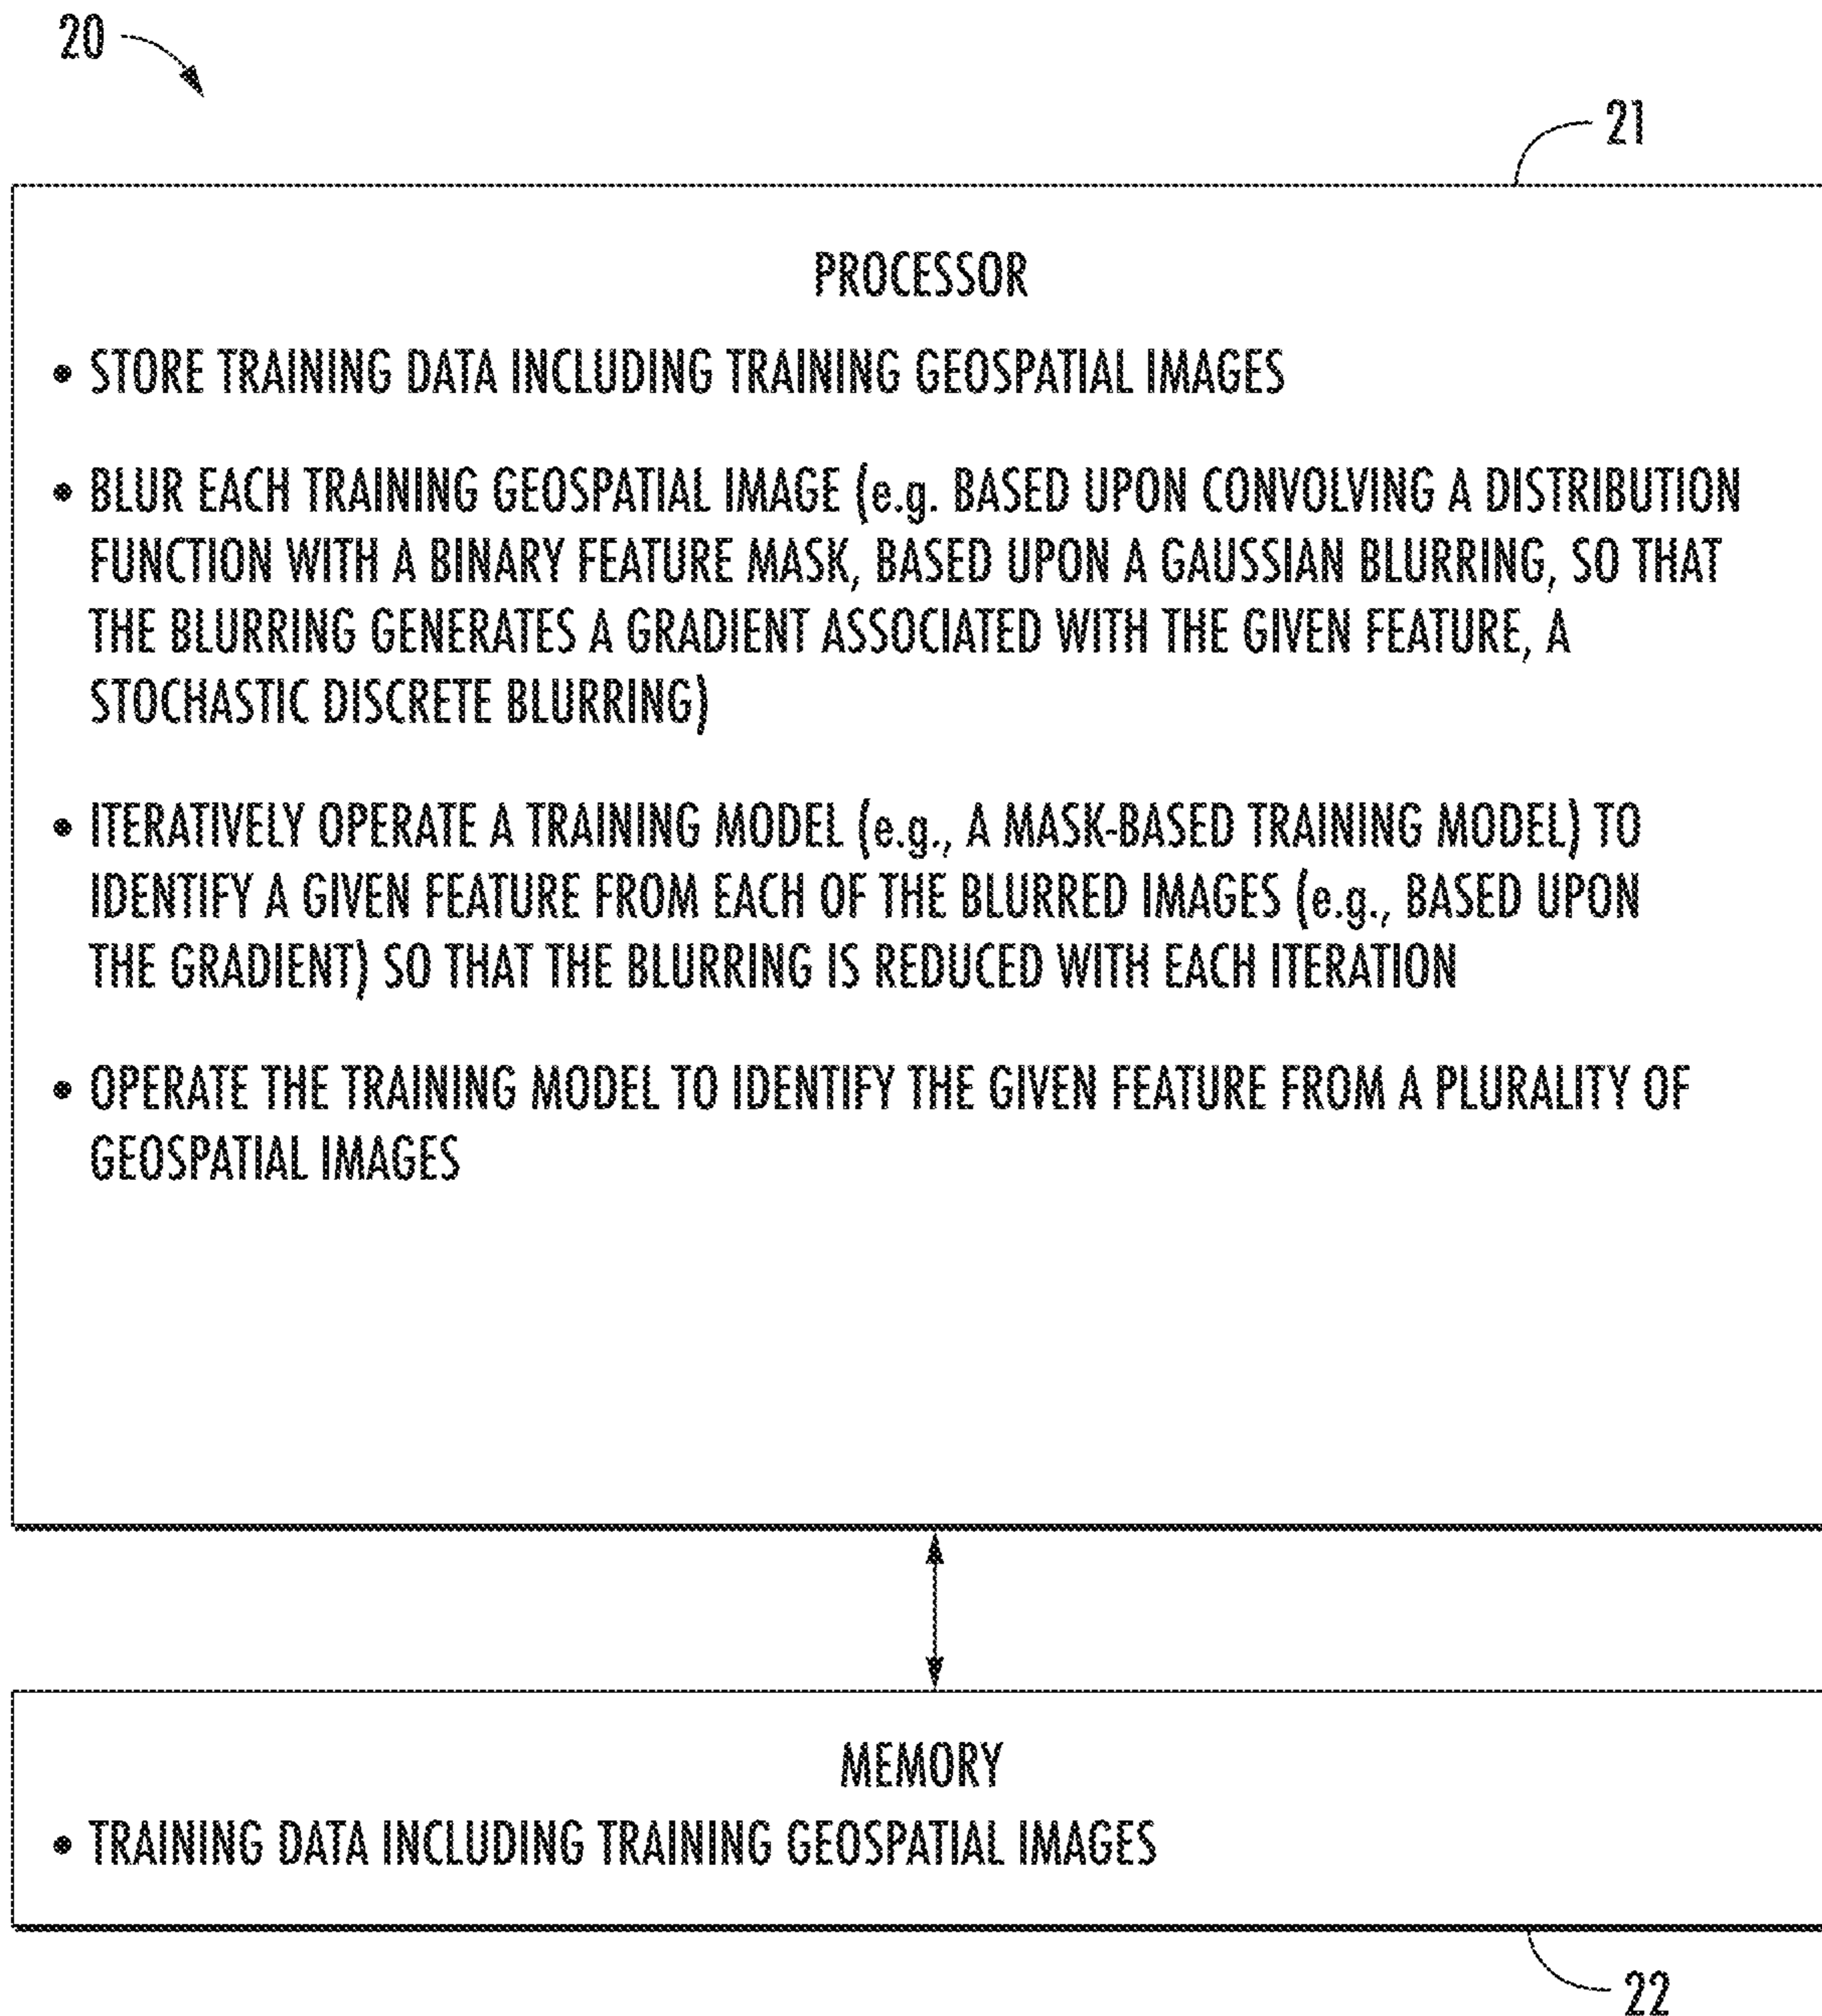 20
21
PROCESSOR
• STORE TRAINING DATA INCLUDING TRAINING GEOSPATIAL IMAGES
• BLUR EACH TRAINING GEOSPATIAL IMAGE (e.g. BASED UPON CONVOLVING A DISTRIBUTION
FUNCTION WITH A BINARY FEATURE MASK, BASED UPON A GAUSSIAN BLURRING, SO THAT
THE BLURRING GENERATES A GRADIENT ASSOCIATED WITH THE GIVEN FEATURE, A
STOCHASTIC DISCRETE BLURRING)
• ITERATIVELY OPERATE A TRAINING MODEL (e.g., A MASK-BASED TRAINING MODEL) TO
IDENTIFY A GIVEN FEATURE FROM EACH OF THE BLURRED IMAGES (e.g., BASED UPON
THE GRADIENT) SO THAT THE BLURRING IS REDUCED WITH EACH ITERATION
• OPERATE THE TRAINING MODEL TO IDENTIFY THE GIVEN FEATURE FROM A PLURALITY OF
GEOSPATIAL IMAGES
MEMORY
• TRAINING DATA INCLUDING TRAINING GEOSPATIAL IMAGES
22